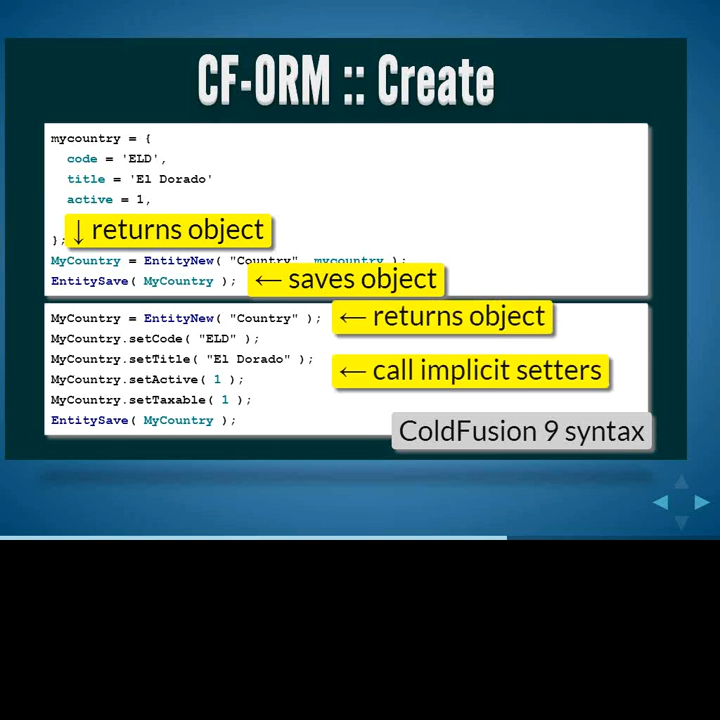 CF-ORM :: Create
mycountry = {
code = 'ELD',
title = 'El Dorado'
active = 1,
};
↓ returns object
MyCountry = EntityNew( "Country", mycountry );
EntitySave( MyCountry );
← saves object
MyCountry = EntityNew( "Country" );
← returns object
MyCountry.setCode( "ELD" );
MyCountry.setTitle( "El Dorado" );
← call implicit setters
MyCountry.setActive( 1 );
MyCountry.setTaxable( 1 );
EntitySave( MyCountry );
ColdFusion 9 syntax